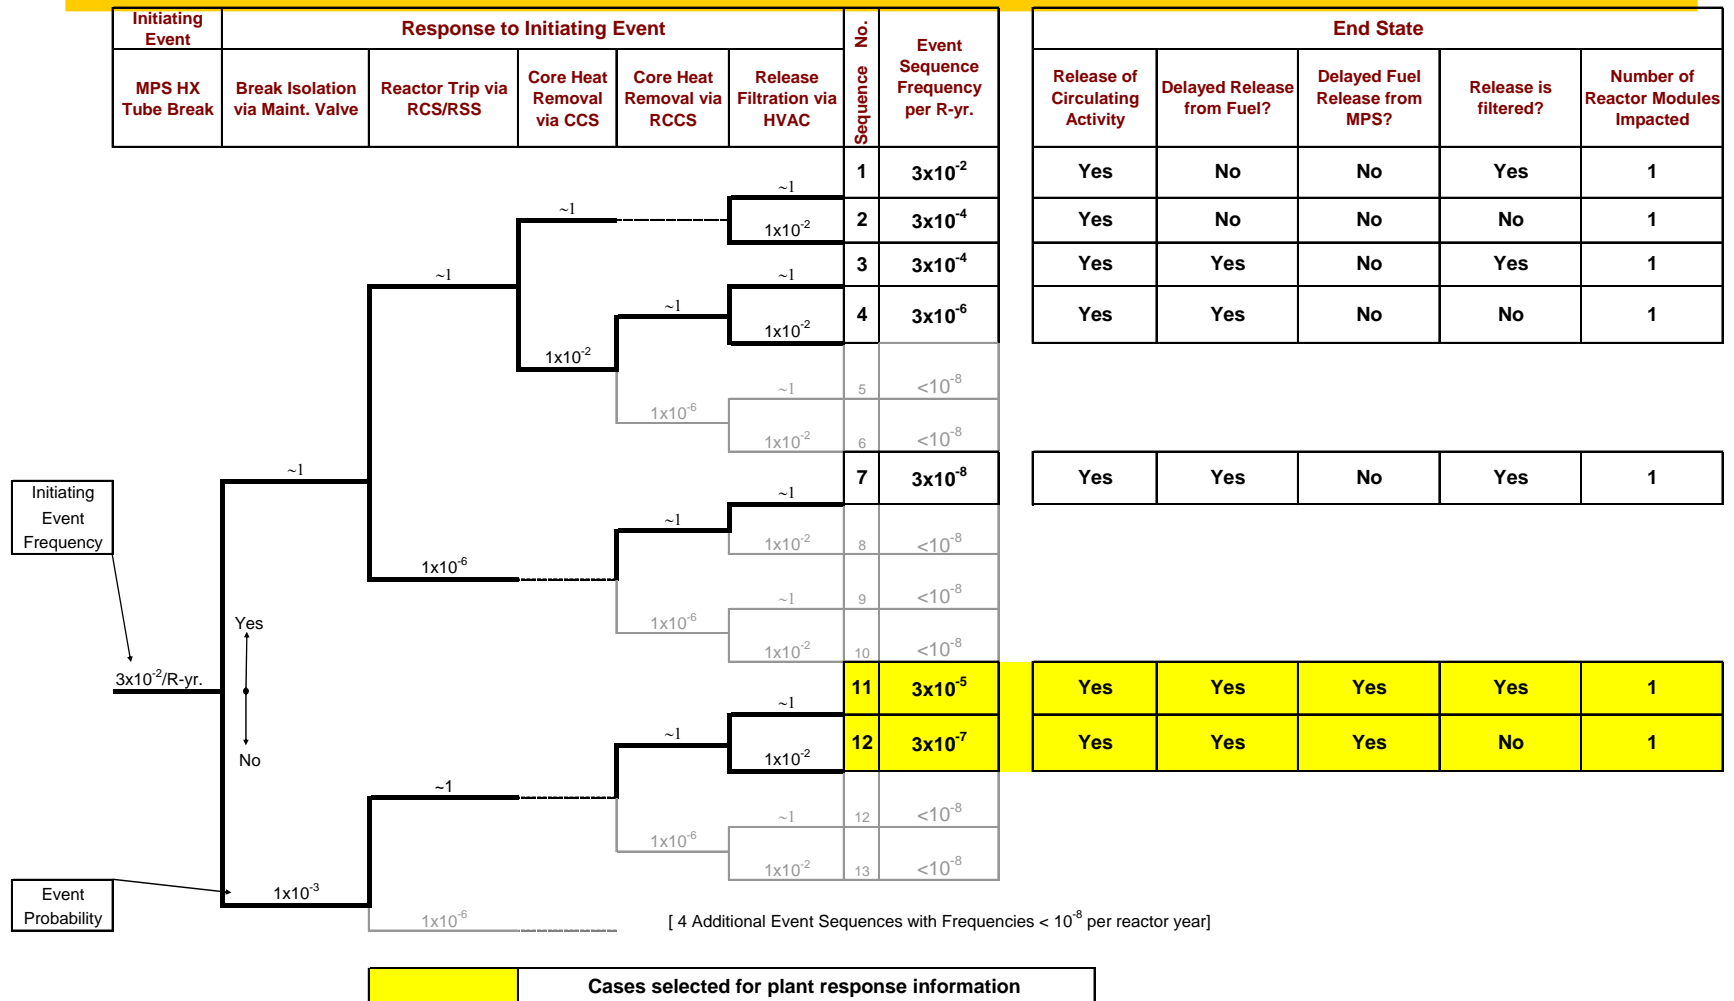 Initiating
Event
Response to Initiating Event
Sequence No.
Event
Sequence
Frequency
per R-yr.
End State
MPS HX
Tube Break
Break Isolation
via Maint. Valve
Reactor Trip via
RCS/RSS
Core Heat
Removal
via CCS
Core Heat
Removal via
RCCS
Release
Filtration via
HVAC
Release of
Circulating
Activity
Delayed Release
from Fuel?
Delayed Fuel
Release from
MPS?
Release is
filtered?
Number of
Reactor Modules
Impacted
~1 1 3x10⁻² Yes No No Yes 1
~1
1x10⁻² 2 3x10⁻⁴ Yes No No No 1
~1 ~1 3 3x10⁻⁴ Yes Yes No Yes 1
~1
1x10⁻² 4 3x10⁻⁶ Yes Yes No No 1
1x10⁻²
~1 5 <10⁻⁸
1x10⁻⁶
1x10⁻² 6 <10⁻⁸
~1
~1 7 3x10⁻⁸ Yes Yes No Yes 1
Initiating
Event
Frequency
~1
1x10⁻² 8 <10⁻⁸
1x10⁻⁶
~1 9 <10⁻⁸
1x10⁻⁶
Yes
1x10⁻² 10 <10⁻⁸
3x10⁻²/R-yr.
~1 11 3x10⁻⁵ Yes Yes Yes Yes 1
~1
No
1x10⁻² 12 3x10⁻⁷ Yes Yes Yes No 1
~1
~1 12 <10⁻⁸
1x10⁻⁶
1x10⁻² 13 <10⁻⁸
Event
Probability
1x10⁻³
1x10⁻⁶
[ 4 Additional Event Sequences with Frequencies < 10⁻⁸ per reactor year]
Cases selected for plant response information